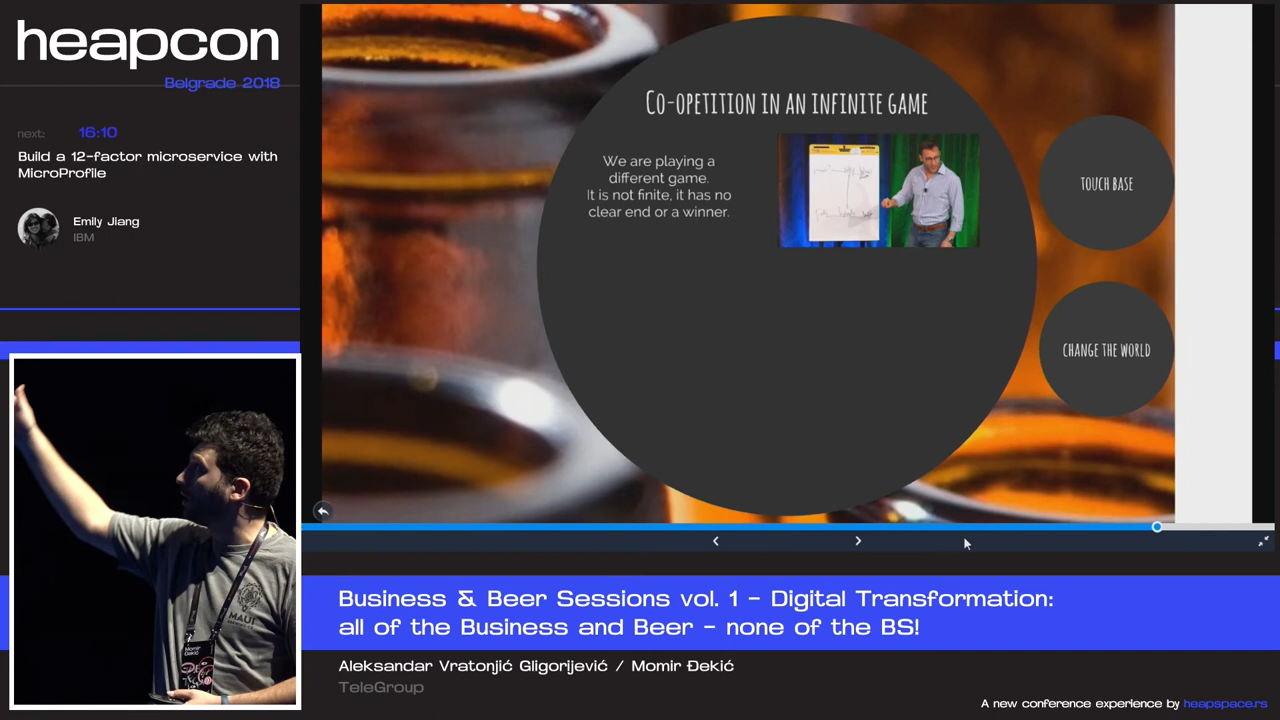 heapcon
Belgrade 2018
next: 16:10
Build a 12-factor microservice with
MicroProfile
Emily Jiang
IBM
Co-opetition in an infinite game
We are playing a
different game.
It is not finite, it has no
clear end or a winner.
TOUCH BASE
CHANGE THE WORLD
MAUI
Momir
Đekić
Business & Beer Sessions vol. 1 - Digital Transformation:
all of the Business and Beer - none of the BS!
Aleksandar Vratonjić Gligorijević / Momir Đekić
TeleGroup
A new conference experience by heapspace.rs